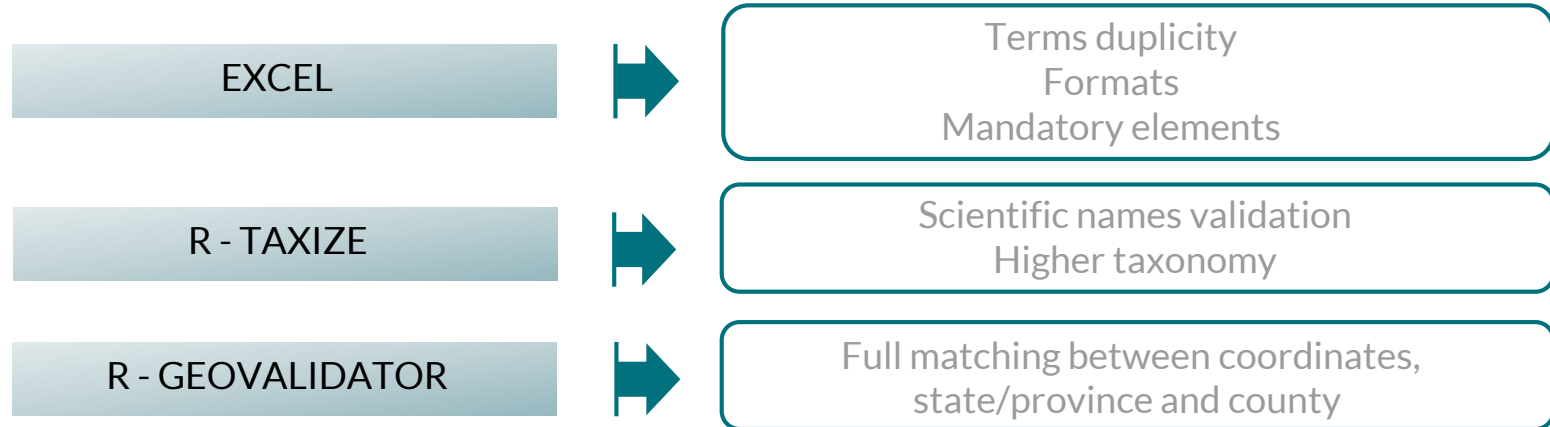 EXCEL
Terms duplicity
Formats
Mandatory elements
R - TAXIZE
Scientific names validation
Higher taxonomy
R - GEOVALIDATOR
Full matching between coordinates,
state/province and county